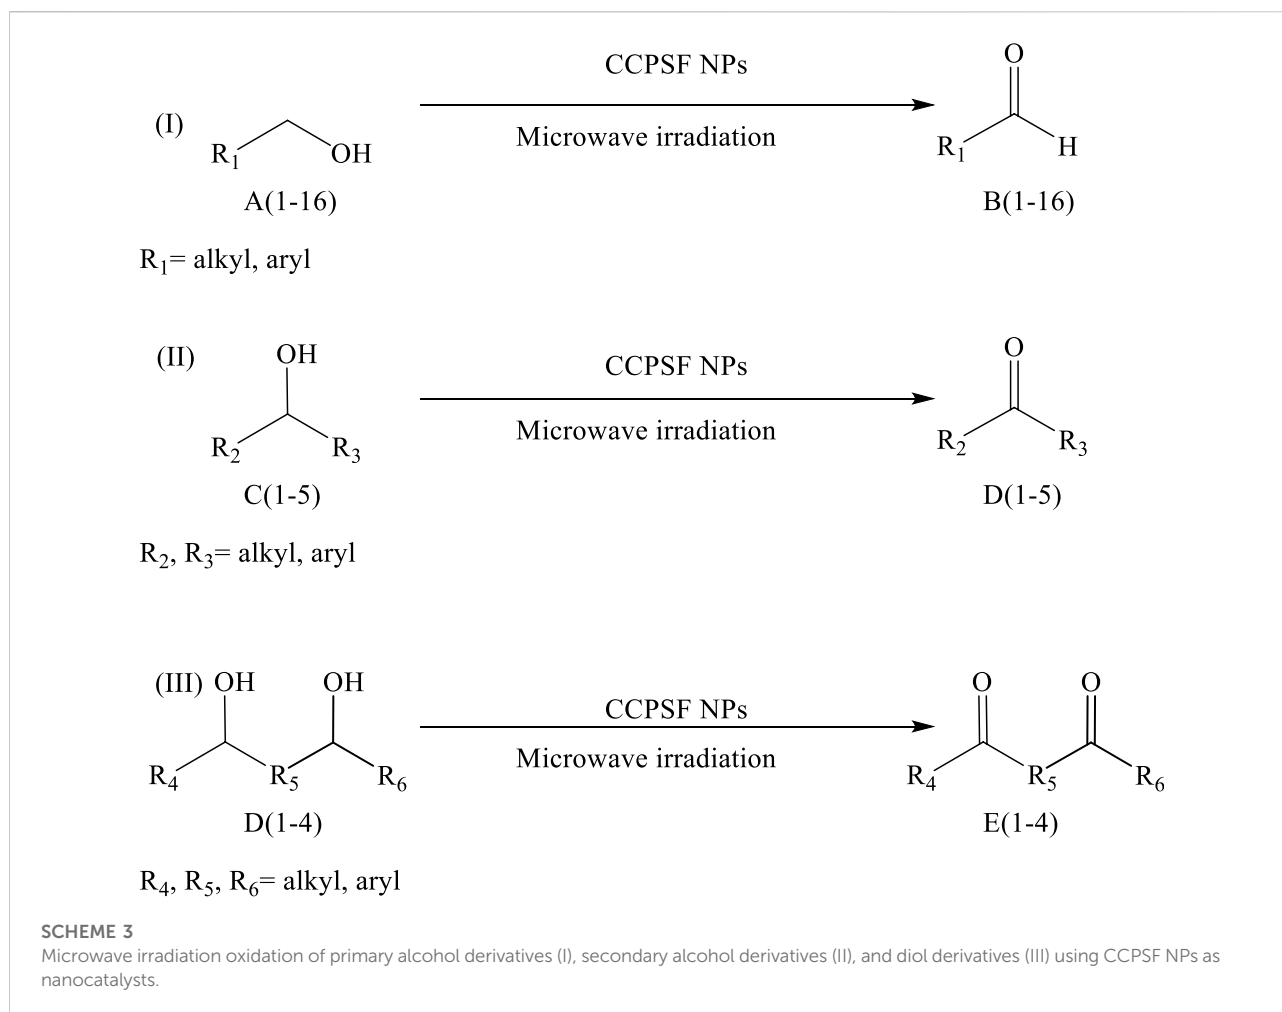 CCPSF NPs
O
(I)
R1
OH
Microwave irradiation
R1
H
A(1-16)
B(1-16)
R1= alkyl, aryl
(II)
OH
CCPSF NPs
O
R2
R3
Microwave irradiation
R2
R3
C(1-5)
D(1-5)
R2, R3= alkyl, aryl
(III) OH
OH
CCPSF NPs
O
O
R4
R5
R6
Microwave irradiation
R4
R5
R6
D(1-4)
E(1-4)
R4, R5, R6= alkyl, aryl
SCHEME 3
Microwave irradiation oxidation of primary alcohol derivatives (I), secondary alcohol derivatives (II), and diol derivatives (III) using CCPSF NPs as
nanocatalysts.